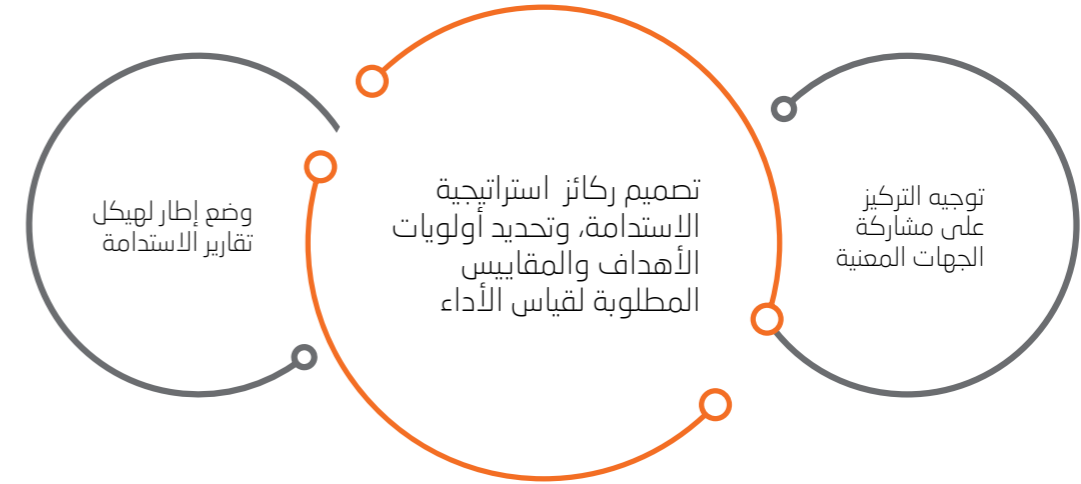 توجيه التركيز
على مشاركة
الجهات المعنية
تصميم ركائز استراتيجية
الاستدامة، وتحديد أولويات
الأهداف والمقاييس
المطلوبة لقياس الأداء
وضع إطار لهيكل
تقارير الاستدامة